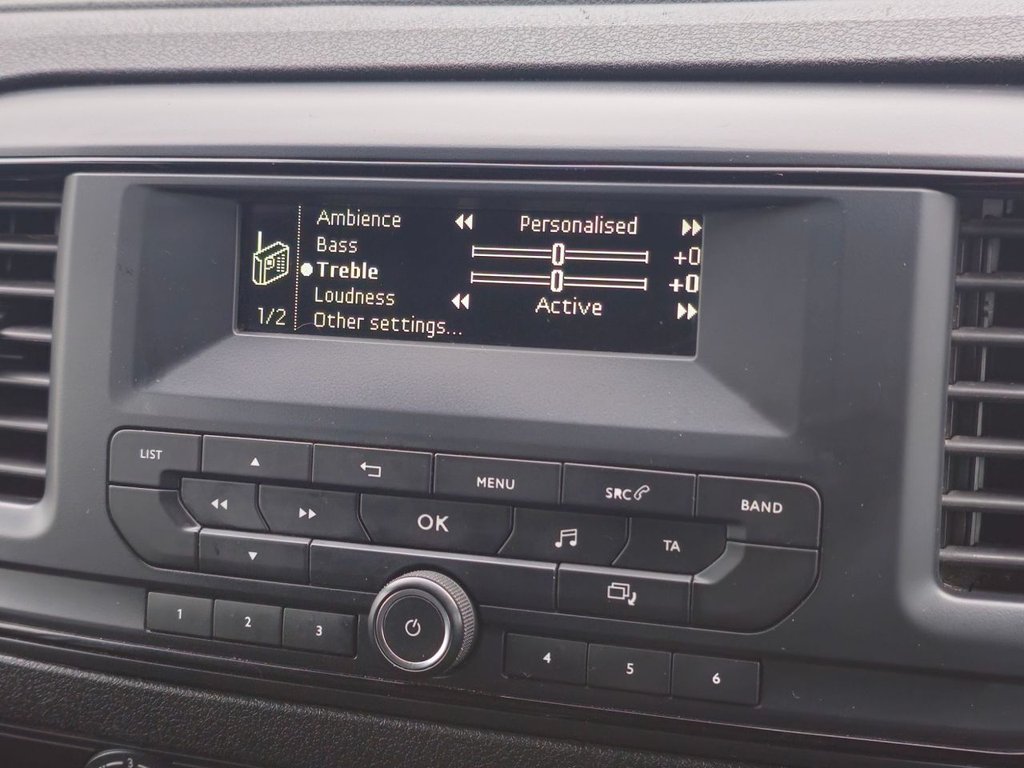 Ambience Personalised
Bass +0
Treble +0
Loudness Active
1/2 Other settings...
LIST MENU SRC BAND
OK TA
1 2 3 4 5 6
3